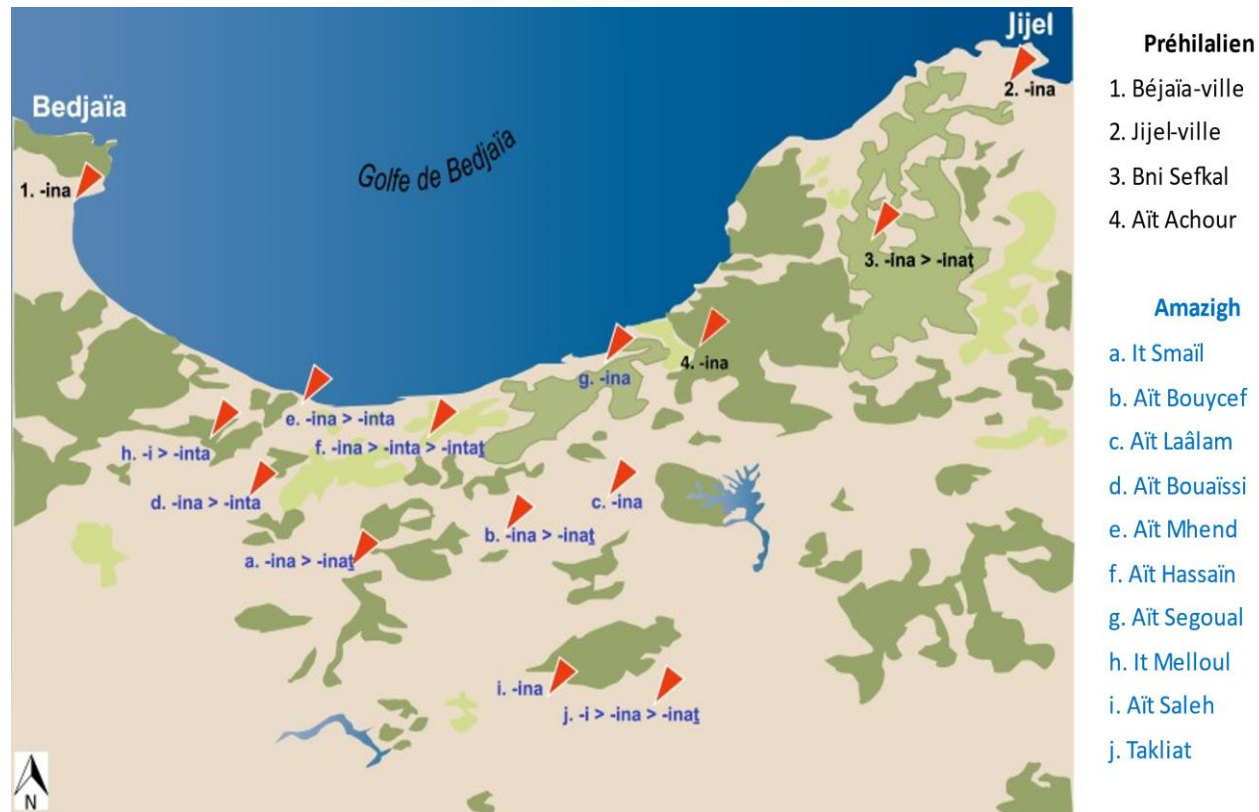 Bedjaïa
Jijel
Golfe de Bedjaïa
1. -ina
2. -ina
3. -ina > -inaṯ
4. -ina
g. -ina
e. -ina > -inta
f. -ina > -inta > -intaṯ
h. -i > -inta
d. -ina > -inta
c. -ina
b. -ina > -inaṯ
a. -ina > -inaṯ
i. -ina
j. -i > -ina > -inaṯ
N
Préhilalien
1. Béjaïa-ville
2. Jijel-ville
3. Bni Sefkal
4. Aït Achour
Amazigh
a. It Smaïl
b. Aït Bouycef
c. Aït Laâlam
d. Aït Bouaïssi
e. Aït Mhend
f. Aït Hassaïn
g. Aït Segoual
h. It Melloul
i. Aït Saleh
j. Takliat